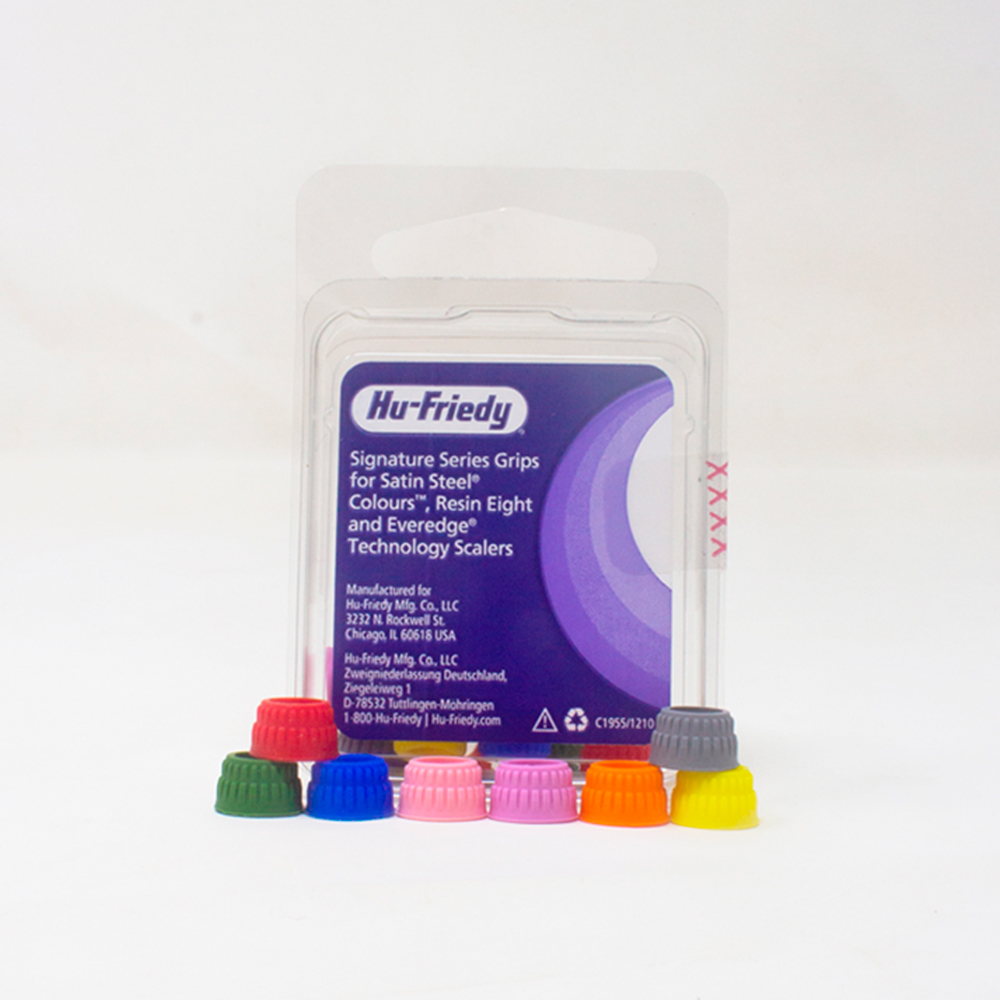 Hu-Friedy
Signature Series Grips
for Satin Steel®
Colours™, Resin Eight
and Everedge®
Technology Scalers
Manufactured for
Hu-Friedy Mfg. Co., LLC
3232 N. Rockwell St.
Chicago, IL 60618 USA
Hu-Friedy Mfg. Co., LLC
Zweigniederlassung Deutschland,
Ziegeleiweg 1
D-78532 Tuttlingen-Möhringen
1-800-Hu-Friedy | Hu-Friedy.com
C1955/1210
XXXX